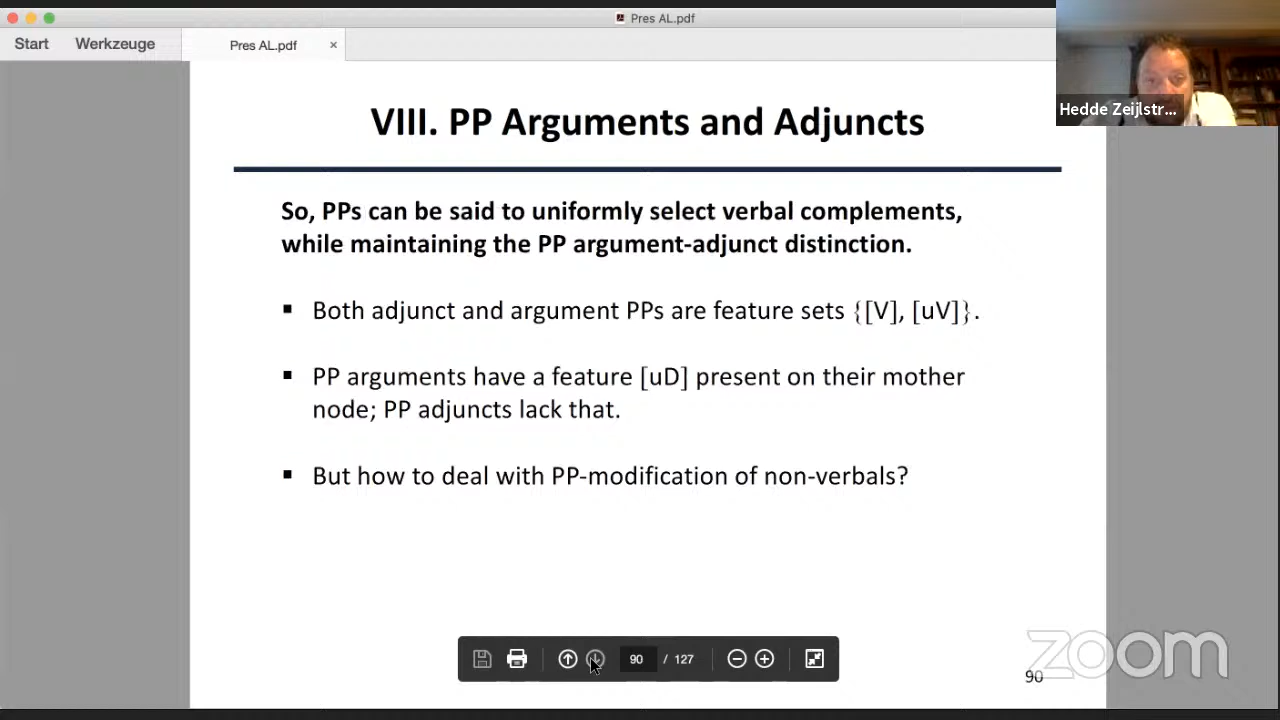 Pres AL.pdf
Start Werkzeuge Pres AL.pdf ×
Hedde Zeijlstr...
VIII. PP Arguments and Adjuncts
So, PPs can be said to uniformly select verbal complements,
while maintaining the PP argument-adjunct distinction.
▪ Both adjunct and argument PPs are feature sets {[V], [uV]}.
▪ PP arguments have a feature [uD] present on their mother
node; PP adjuncts lack that.
▪ But how to deal with PP-modification of non-verbals?
90 / 127
zoom
90